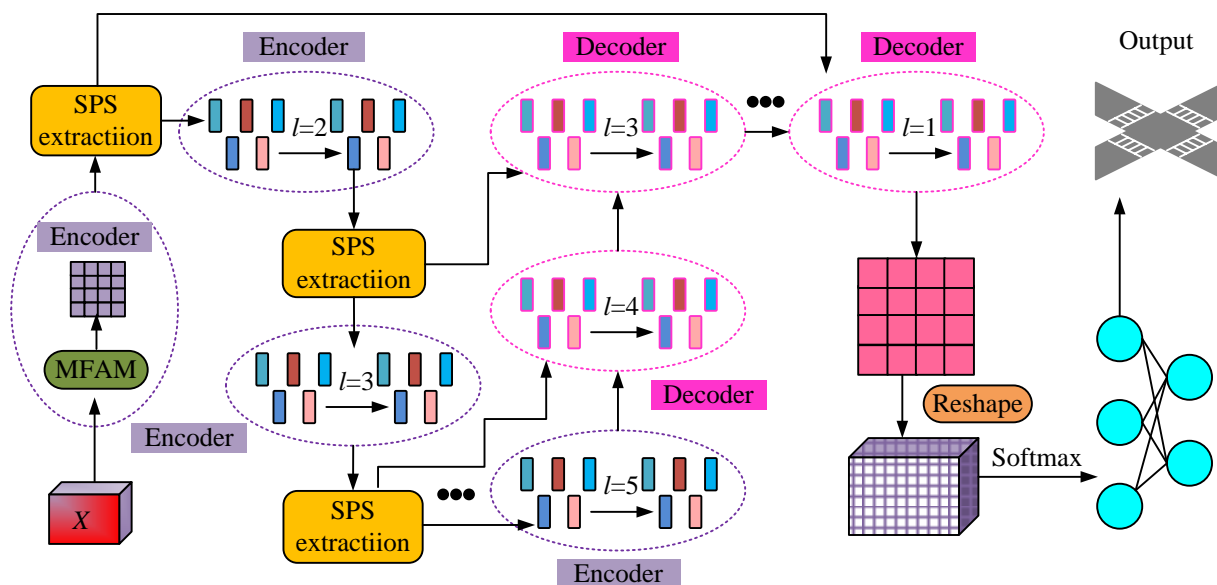 Encoder
Decoder
Decoder
Output
SPS
extractiion
l=2
l=3
l=1
Encoder
SPS
extractiion
l=4
MFAM
l=3
Decoder
Reshape
Encoder
Softmax
X
SPS
extractiion
l=5
Encoder